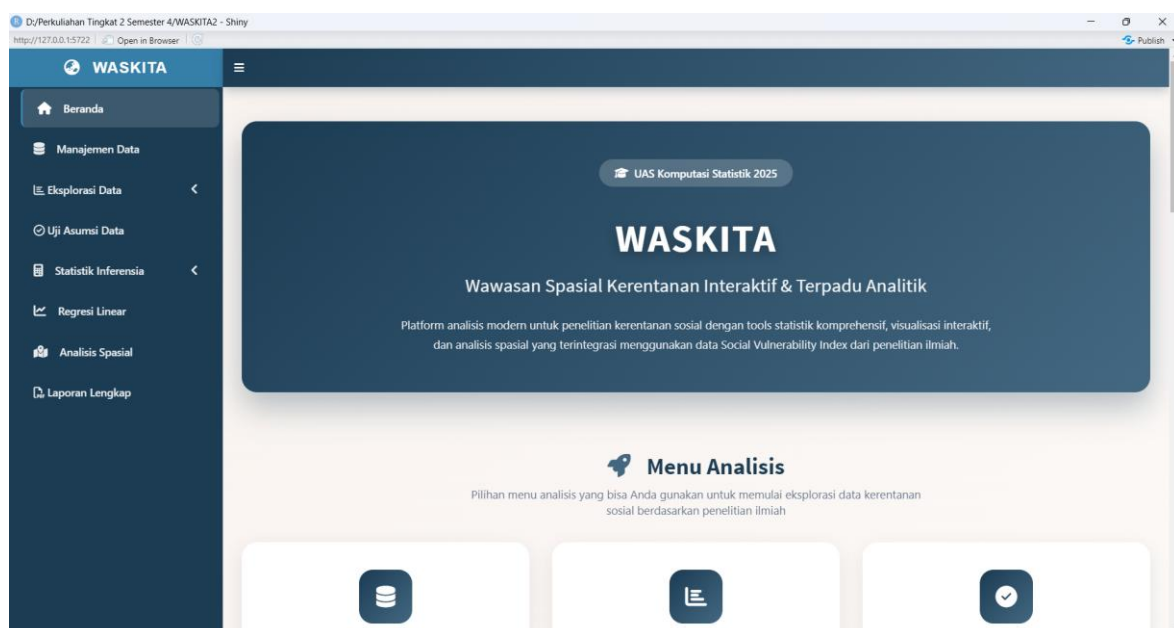 D:/Perkuliahan Tingkat 2 Semester 4/WASKITA2 - Shiny
http://127.0.0.1:5722 Open in Browser
Publish
WASKITA
Beranda
Manajemen Data
Eksplorasi Data
Uji Asumsi Data
Statistik Inferensia
Regresi Linear
Analisis Spasial
Laporan Lengkap
UAS Komputasi Statistik 2025
WASKITA
Wawasan Spasial Kerentanan Interaktif & Terpadu Analitik
Platform analisis modern untuk penelitian kerentanan sosial dengan tools statistik komprehensif, visualisasi interaktif,
dan analisis spasial yang terintegrasi menggunakan data Social Vulnerability Index dari penelitian ilmiah.
Menu Analisis
Pilihan menu analisis yang bisa Anda gunakan untuk memulai eksplorasi data kerentanan
sosial berdasarkan penelitian ilmiah